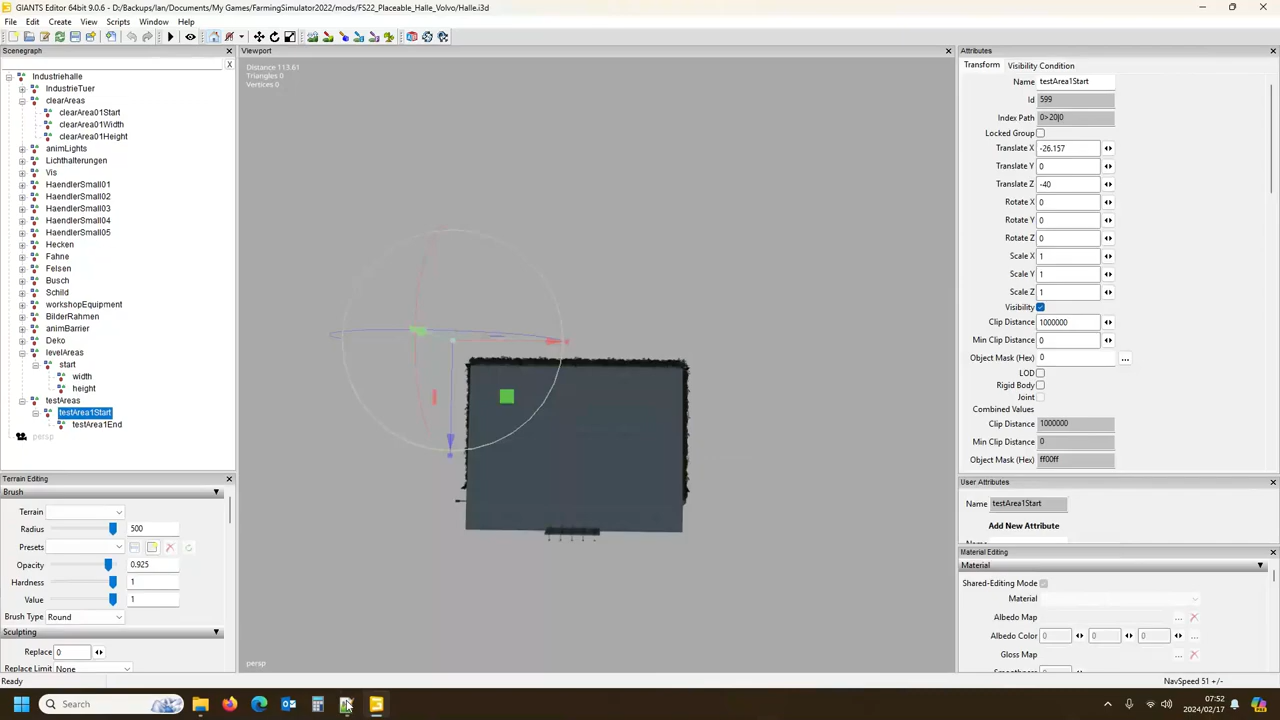 GIANTS Editor 64bit 9.0.6 - D:/Backups/Ian/Documents/My Games/FarmingSimulator2022/mods/FS22_Placeable_Halle_Volvo/Halle.i3d
File Edit Create View Scripts Window Help
Scenegraph
X
Industriehalle
IndustrieTuer
clearAreas
clearArea01Start
clearArea01Width
clearArea01Height
animLights
Lichthalterungen
Vis
HaendlerSmall01
HaendlerSmall02
HaendlerSmall03
HaendlerSmall04
HaendlerSmall05
Hecken
Fahne
Felsen
Busch
Schild
workshopEquipment
BilderRahmen
animBarrier
Deko
levelAreas
start
width
height
testAreas
testArea1Start
testArea1End
persp
Terrain Editing
Brush
Terrain
Radius 500
Presets
Opacity 0.925
Hardness 1
Value 1
Brush Type Round
Sculpting
Replace 0
Replace Limit None
Ready
Viewport
Distance 113.61
Triangles 0
Vertices 0
persp
Attributes
Transform Visibility Condition
Name testArea1Start
Id 599
Index Path 0>20|0
Locked Group
Translate X -26.157
Translate Y 0
Translate Z -40
Rotate X 0
Rotate Y 0
Rotate Z 0
Scale X 1
Scale Y 1
Scale Z 1
Visibility
Clip Distance 1000000
Min Clip Distance 0
Object Mask (Hex) 0 ...
LOD
Rigid Body
Joint
Combined Values
Clip Distance 1000000
Min Clip Distance 0
Object Mask (Hex) ff00ff
User Attributes
Name testArea1Start
Add New Attribute
Material Editing
Material
Shared-Editing Mode
Material
Albedo Map ...
Albedo Color 0 0 0 ...
Gloss Map ...
NavSpeed 51 +/-
Search
07:52
2024/02/17